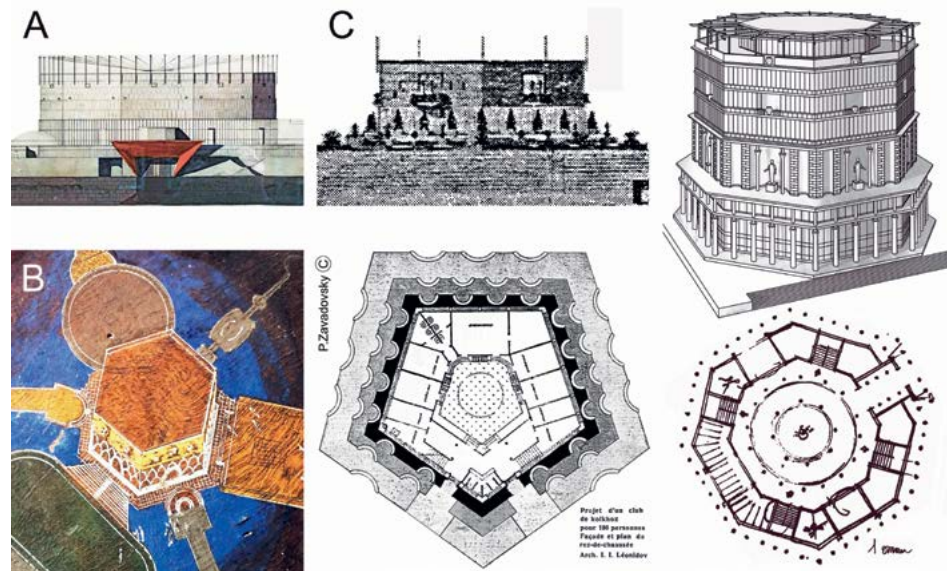 A
C
B
P.Zavadovsky ©
Projet d'un club
de kolkhoz
pour 180 personnes
Façade et plan du
rez-de-chaussée
Arch. I. I. Léonidov